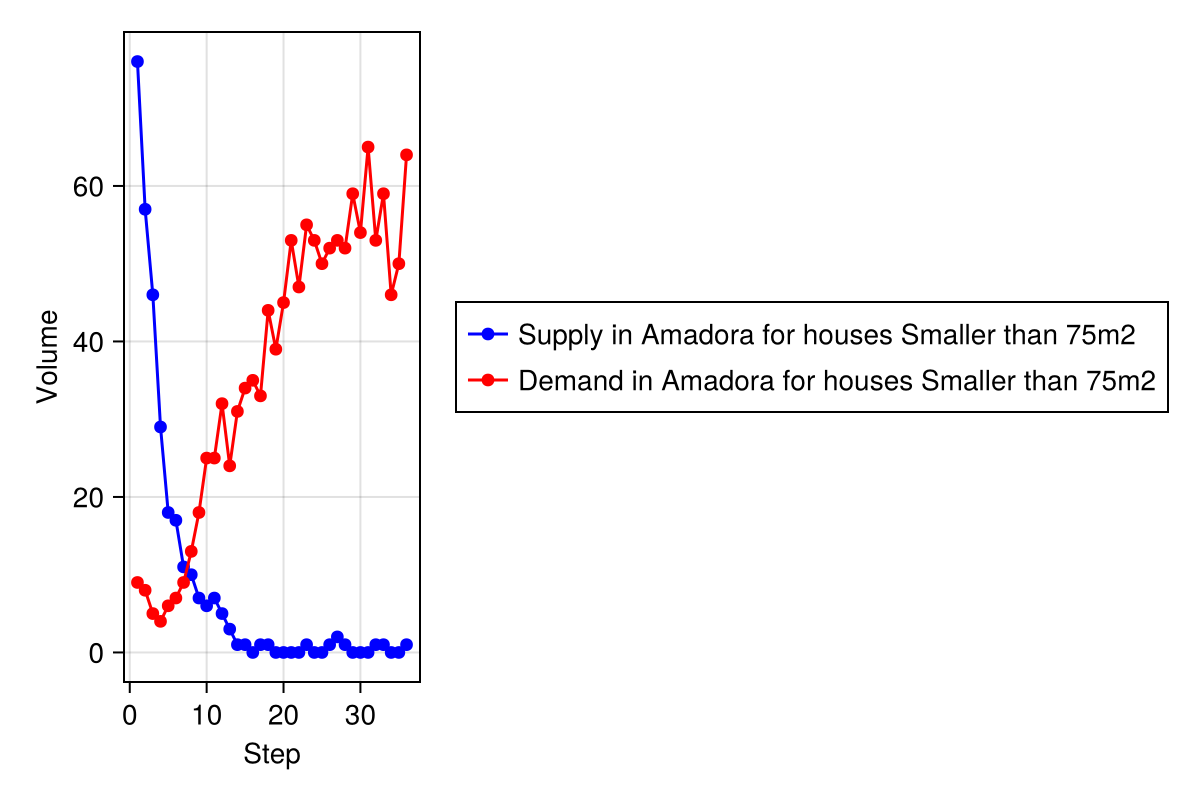 60
40
20
0
Volume
0 10 20 30
Step
Supply in Amadora for houses Smaller than 75m2
Demand in Amadora for houses Smaller than 75m2